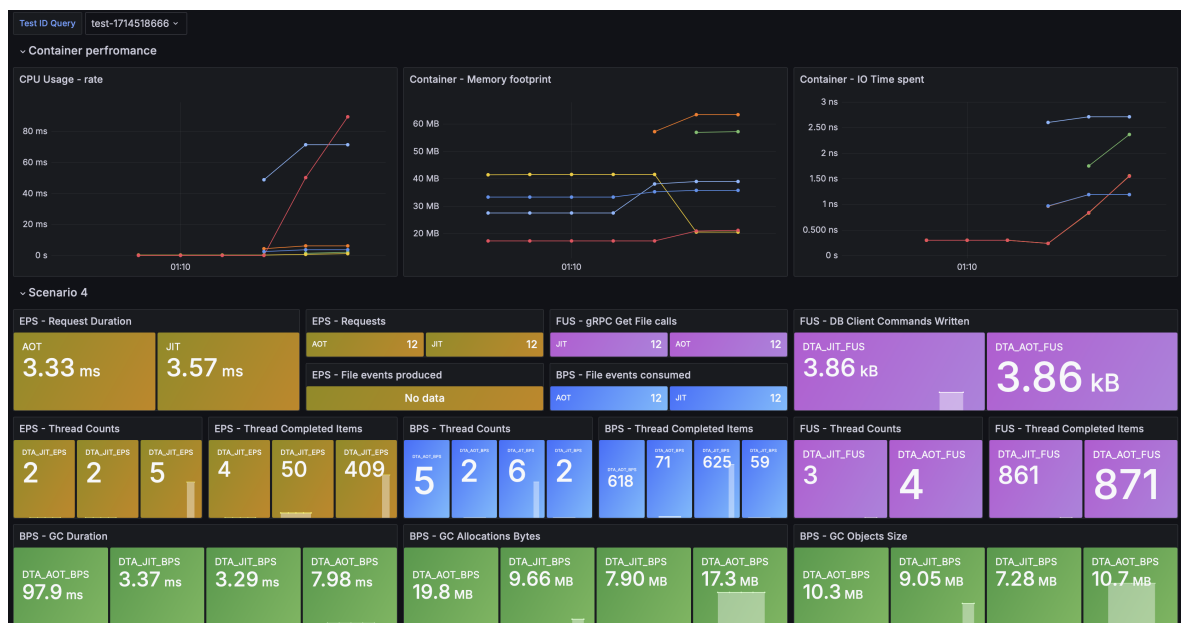 Test ID Query test-1714518666
Container perfromance
CPU Usage - rate
80 ms
60 ms
40 ms
20 ms
0 s
01:10
Container - Memory footprint
60 MB
50 MB
40 MB
30 MB
20 MB
01:10
Container - IO Time spent
3 ns
2.50 ns
2 ns
1.50 ns
1 ns
0.500 ns
0 s
01:10
Scenario 4
EPS - Request Duration
AOT
3.33 ms
JIT
3.57 ms
EPS - Requests
AOT 12
JIT 12
EPS - File events produced
No data
FUS - gRPC Get File calls
JIT 12
AOT 12
BPS - File events consumed
AOT 12
JIT 12
FUS - DB Client Commands Written
DTA_JIT_FUS
3.86 kB
DTA_AOT_FUS
3.86 kB
EPS - Thread Counts
DTA_JIT_EPS
2
DTA_JIT_EPS
2
DTA_JIT_EPS
5
EPS - Thread Completed Items
DTA_JIT_EPS
4
DTA_JIT_EPS
50
DTA_JIT_EPS
409
BPS - Thread Counts
DTA_AOT_BPS
5
DTA_AOT_BPS
2
DTA_JIT_BPS
6
DTA_JIT_BPS
2
BPS - Thread Completed Items
DTA_AOT_BPS
618
DTA_AOT_BPS
71
DTA_JIT_BPS
625
DTA_JIT_BPS
59
FUS - Thread Counts
DTA_JIT_FUS
3
DTA_AOT_FUS
4
FUS - Thread Completed Items
DTA_JIT_FUS
861
DTA_AOT_FUS
871
BPS - GC Duration
DTA_AOT_BPS
97.9 ms
DTA_JIT_BPS
3.37 ms
DTA_JIT_BPS
3.29 ms
DTA_AOT_BPS
7.98 ms
BPS - GC Allocations Bytes
DTA_AOT_BPS
19.8 MB
DTA_JIT_BPS
9.66 MB
DTA_JIT_BPS
7.90 MB
DTA_AOT_BPS
17.3 MB
BPS - GC Objects Size
DTA_AOT_BPS
10.3 MB
DTA_JIT_BPS
9.05 MB
DTA_JIT_BPS
7.28 MB
DTA_AOT_BPS
10.7 MB